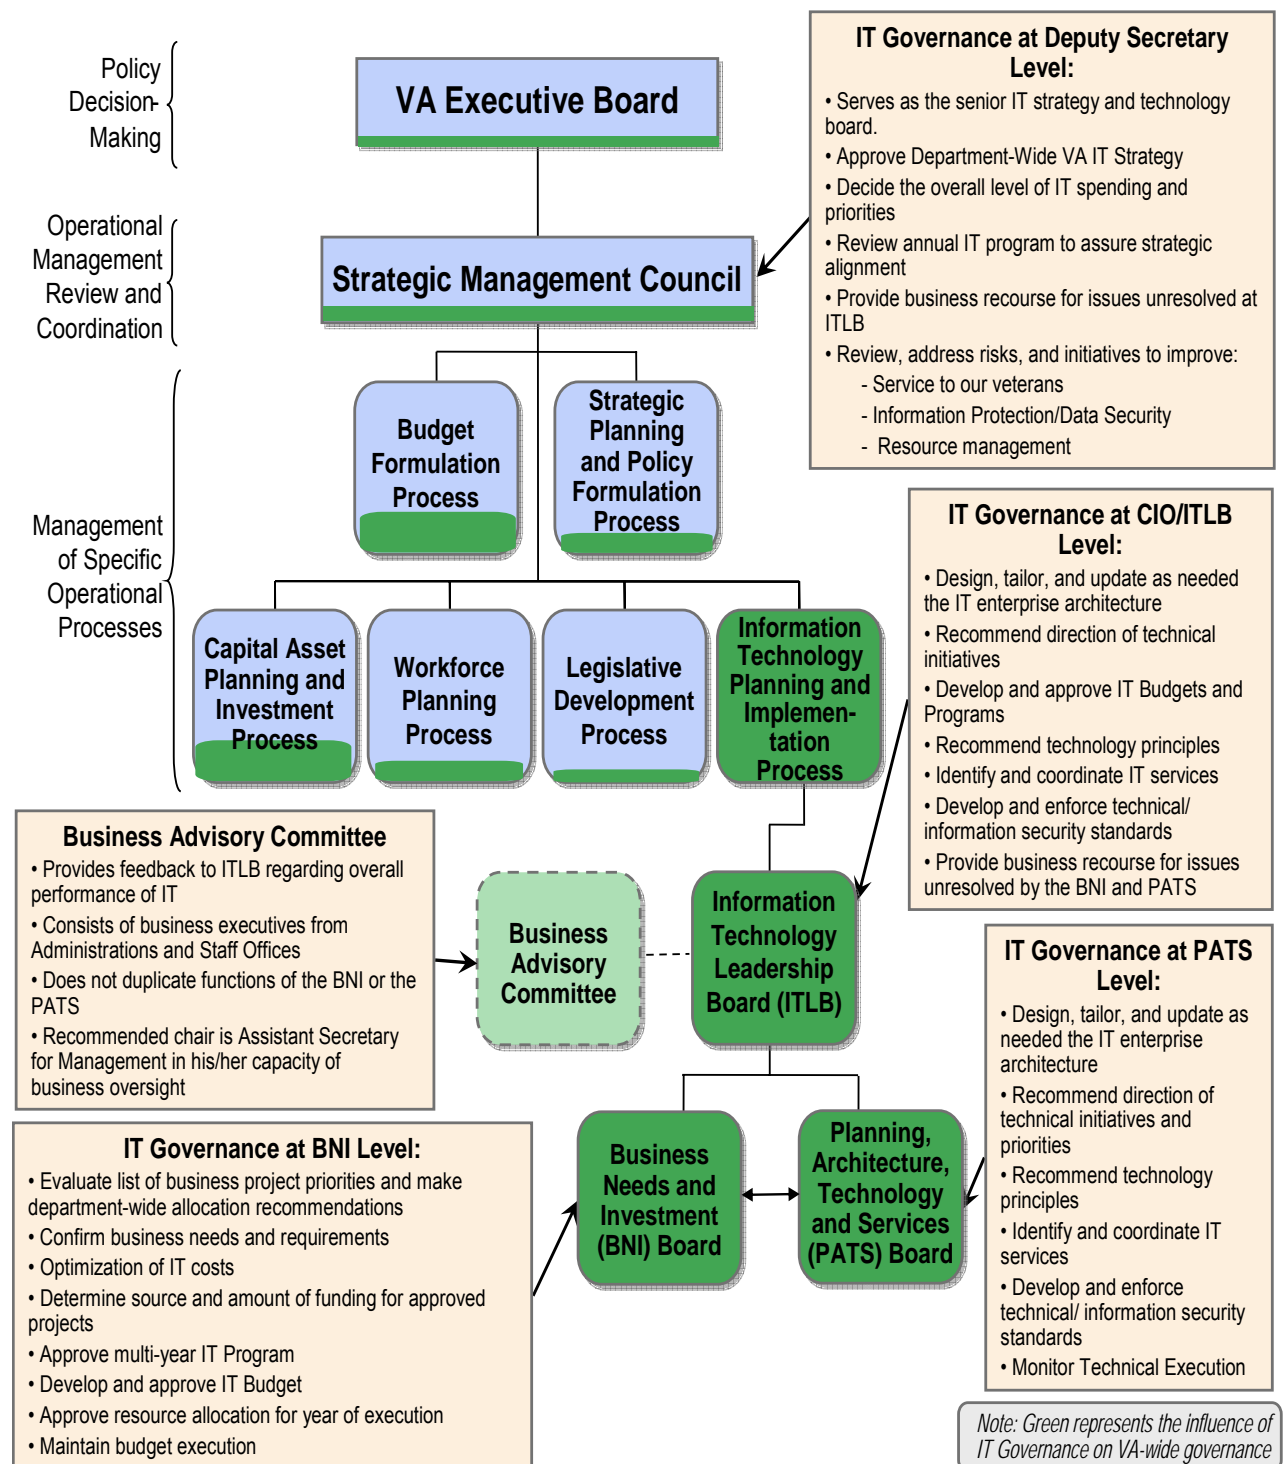 Policy
Decision-
Making
VA Executive Board
IT Governance at Deputy Secretary
Level:
• Serves as the senior IT strategy and technology
board.
• Approve Department-Wide VA IT Strategy
• Decide the overall level of IT spending and
priorities
• Review annual IT program to assure strategic
alignment
• Provide business recourse for issues unresolved at
ITLB
• Review, address risks, and initiatives to improve:
- Service to our veterans
- Information Protection/Data Security
- Resource management
Operational
Management
Review and
Coordination
Strategic Management Council
Management
of Specific
Operational
Processes
Budget
Formulation
Process
Strategic
Planning
and Policy
Formulation
Process
Capital Asset
Planning and
Investment
Process
Workforce
Planning
Process
Legislative
Development
Process
Information
Technology
Planning and
Implemen-
tation
Process
IT Governance at CIO/ITLB
Level:
• Design, tailor, and update as needed
the IT enterprise architecture
• Recommend direction of technical
initiatives
• Develop and approve IT Budgets and
Programs
• Recommend technology principles
• Identify and coordinate IT services
• Develop and enforce technical/
information security standards
• Provide business recourse for issues
unresolved by the BNI and PATS
Business Advisory Committee
• Provides feedback to ITLB regarding overall
performance of IT
• Consists of business executives from
Administrations and Staff Offices
• Does not duplicate functions of the BNI or the
PATS
• Recommended chair is Assistant Secretary
for Management in his/her capacity of
business oversight
Business
Advisory
Committee
Information
Technology
Leadership
Board (ITLB)
IT Governance at PATS
Level:
• Design, tailor, and update as
needed the IT enterprise
architecture
• Recommend direction of
technical initiatives and
priorities
• Recommend technology
principles
• Identify and coordinate IT
services
• Develop and enforce
technical/ information security
standards
• Monitor Technical Execution
IT Governance at BNI Level:
• Evaluate list of business project priorities and make
department-wide allocation recommendations
• Confirm business needs and requirements
• Optimization of IT costs
• Determine source and amount of funding for approved
projects
• Approve multi-year IT Program
• Develop and approve IT Budget
• Approve resource allocation for year of execution
• Maintain budget execution
Business
Needs and
Investment
(BNI) Board
Planning,
Architecture,
Technology
and Services
(PATS) Board
Note: Green represents the influence of
IT Governance on VA-wide governance